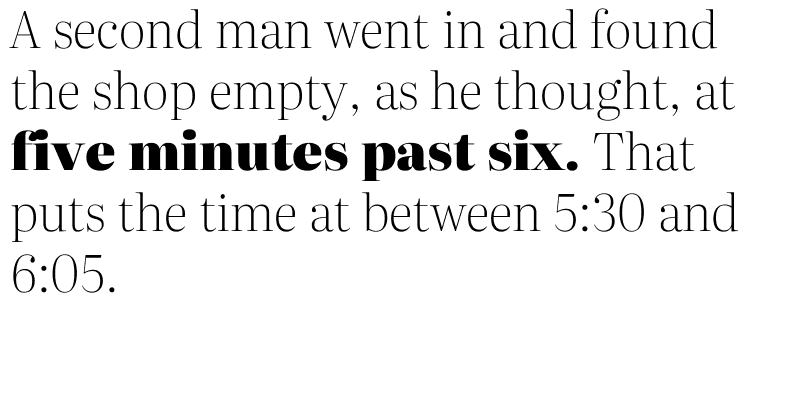 A second man went in and found
the shop empty, as he thought, at
five minutes past six. That
puts the time at between 5:30 and
6:05.